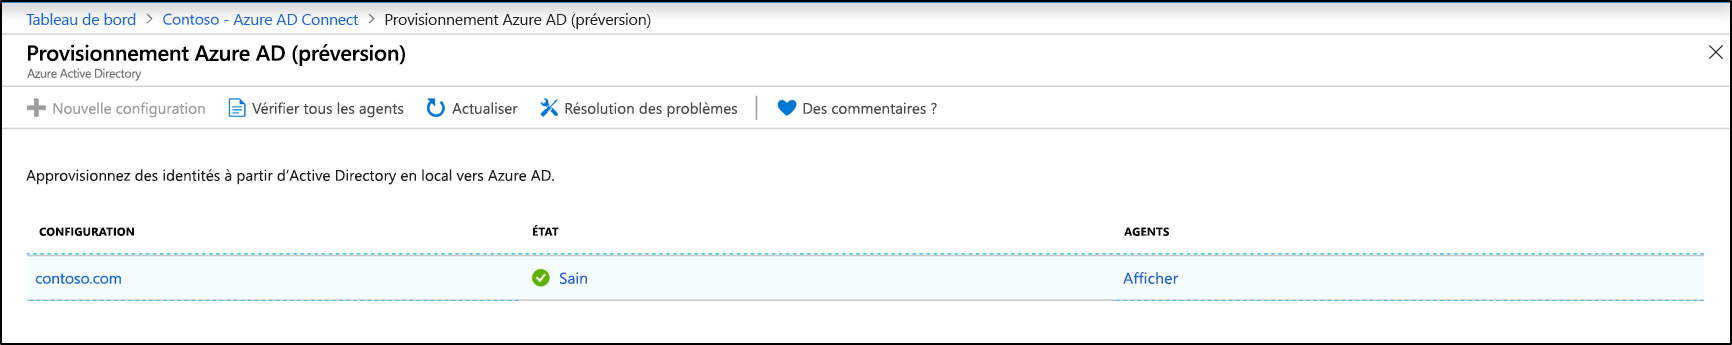 Tableau de bord > Contoso - Azure AD Connect > Provisionnement Azure AD (préversion)
Provisionnement Azure AD (préversion)
Azure Active Directory
Nouvelle configuration Vérifier tous les agents Actualiser Résolution des problèmes Des commentaires ?
Approvisionnez des identités à partir d’Active Directory en local vers Azure AD.
CONFIGURATION ÉTAT AGENTS
contoso.com Sain Afficher